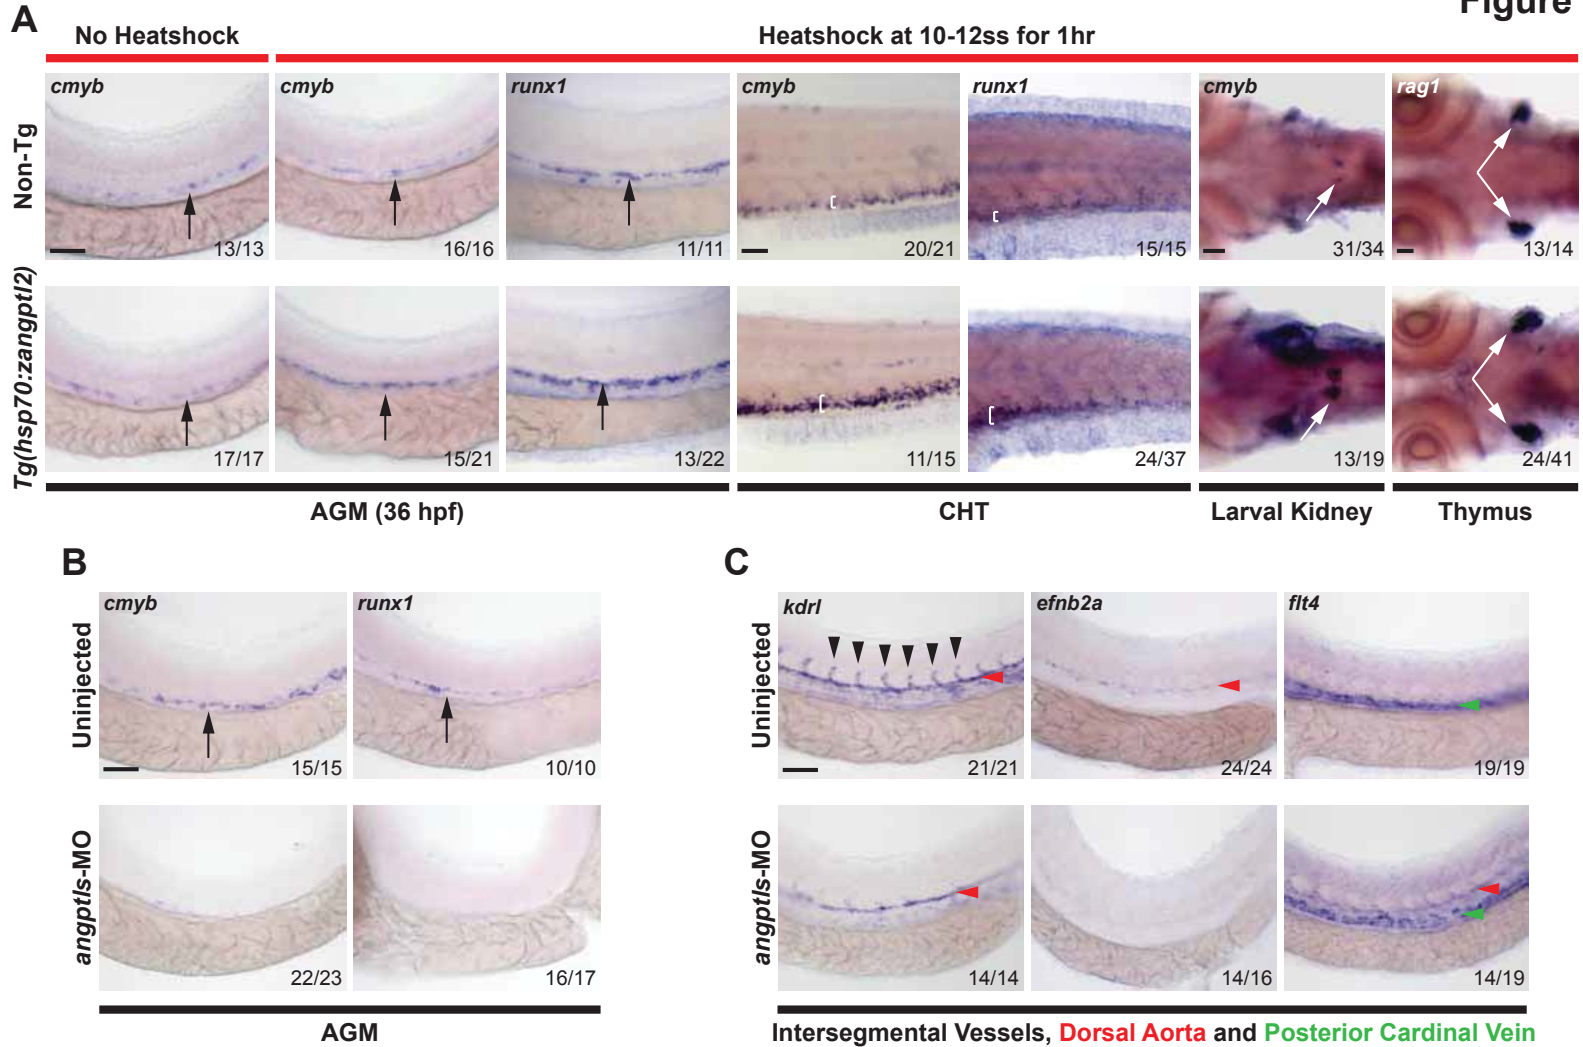 Figure
A
No Heatshock
Heatshock at 10-12ss for 1hr
Non-Tg
cmyb
13/13
cmyb
16/16
runx1
11/11
cmyb
20/21
runx1
15/15
cmyb
31/34
rag1
13/14
Tg(hsp70:zangptl2)
17/17
15/21
13/22
11/15
24/37
13/19
24/41
AGM (36 hpf)
CHT
Larval Kidney
Thymus
B
Uninjected
cmyb
15/15
runx1
10/10
angptls-MO
22/23
16/17
AGM
C
Uninjected
kdrl
21/21
efnb2a
24/24
flt4
19/19
angptls-MO
14/14
14/16
14/19
Intersegmental Vessels, Dorsal Aorta and Posterior Cardinal Vein